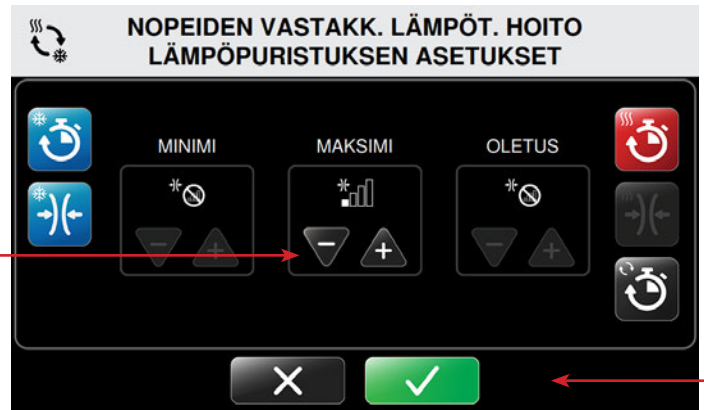 NOPEIDEN VASTAKK. LÄMPÖT. HOITO
LÄMPÖPURISTUKSEN ASETUKSET
MINIMI
MAKSIMI
OLETUS